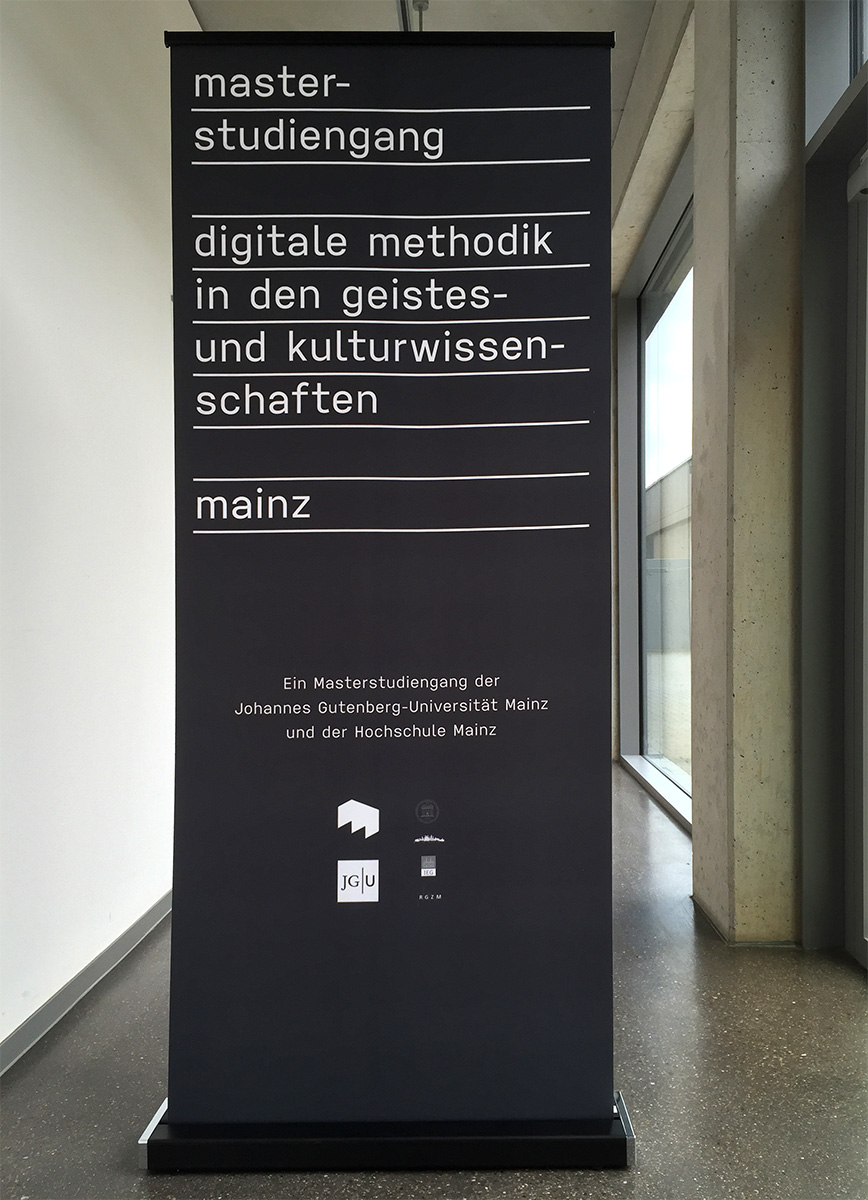 master-
studiengang
digitale methodik
in den geistes-
und kulturwissen-
schaften
mainz
Ein Masterstudiengang der
Johannes Gutenberg-Universität Mainz
und der Hochschule Mainz
JG|U
IEG
RGZM